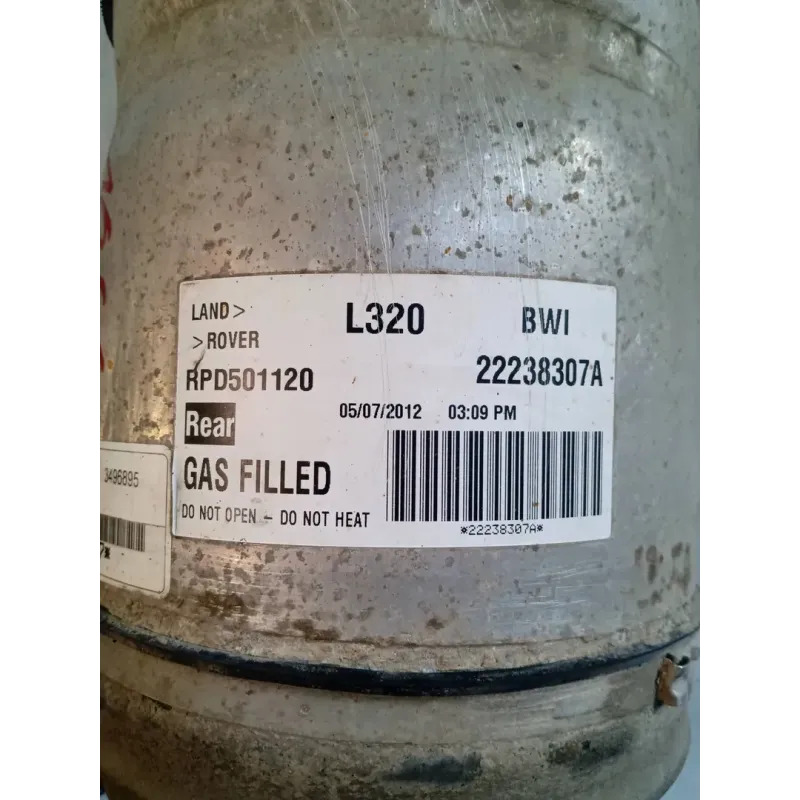 LAND>
>ROVER
L320
BWI
RPD501120
22238307A
Rear
05/07/2012 03:09 PM
GAS FILLED
DO NOT OPEN - DO NOT HEAT
*22238307A*
3496895